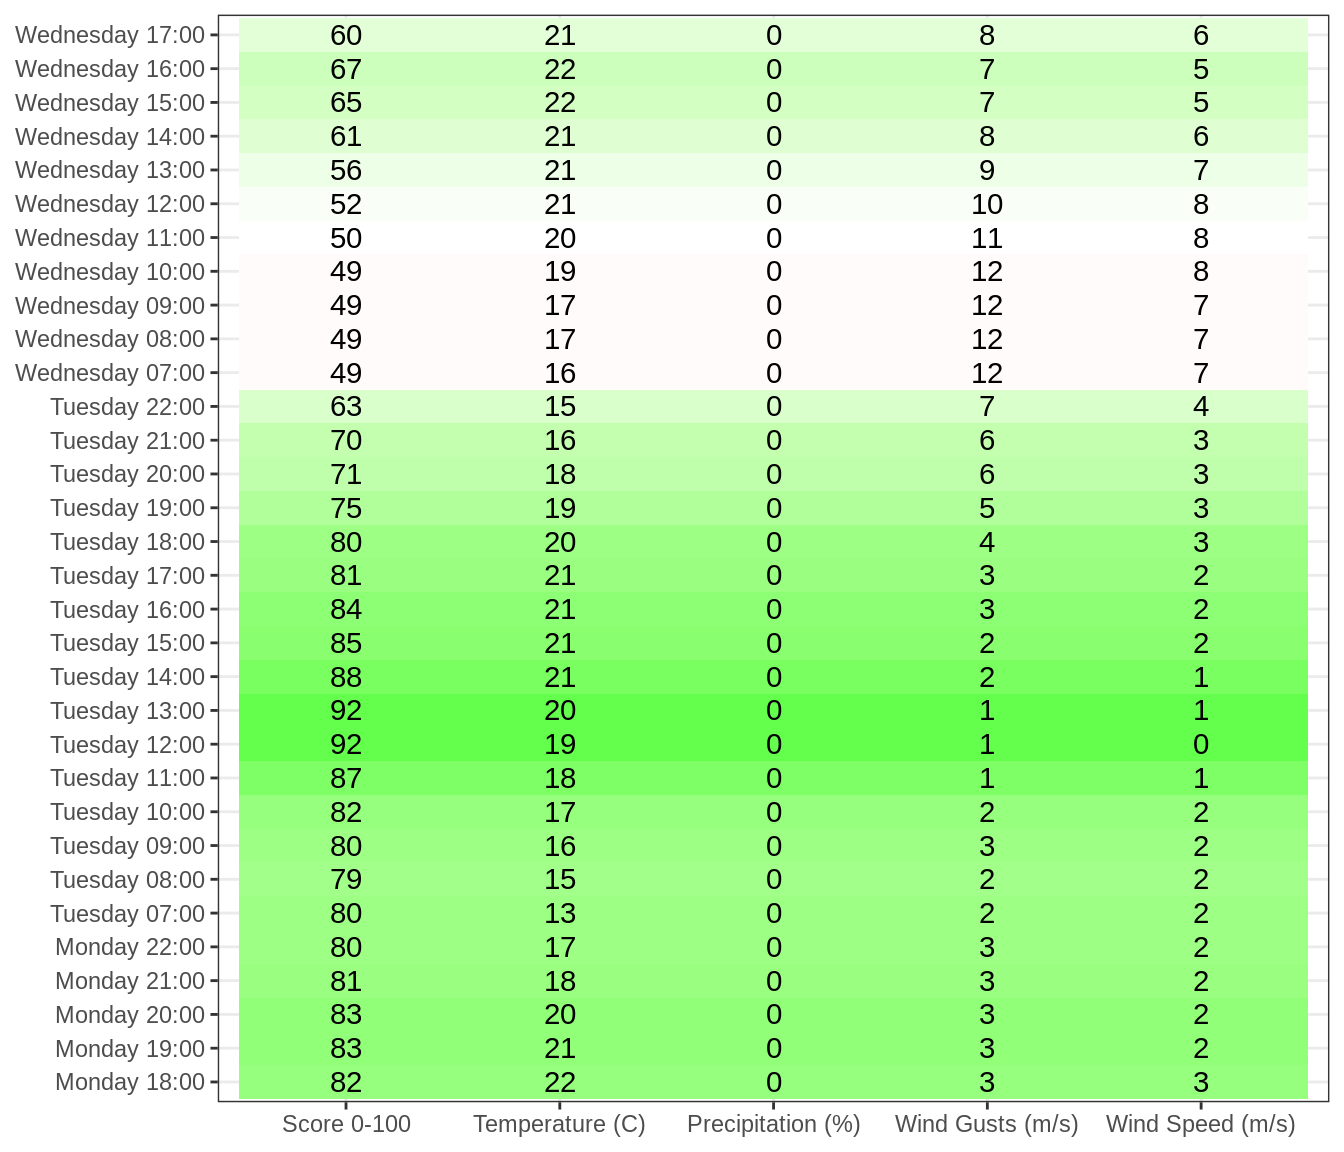 Wednesday 17:00 60 21 0 8 6
Wednesday 16:00 67 22 0 7 5
Wednesday 15:00 65 22 0 7 5
Wednesday 14:00 61 21 0 8 6
Wednesday 13:00 56 21 0 9 7
Wednesday 12:00 52 21 0 10 8
Wednesday 11:00 50 20 0 11 8
Wednesday 10:00 49 19 0 12 8
Wednesday 09:00 49 17 0 12 7
Wednesday 08:00 49 17 0 12 7
Wednesday 07:00 49 16 0 12 7
Tuesday 22:00 63 15 0 7 4
Tuesday 21:00 70 16 0 6 3
Tuesday 20:00 71 18 0 6 3
Tuesday 19:00 75 19 0 5 3
Tuesday 18:00 80 20 0 4 3
Tuesday 17:00 81 21 0 3 2
Tuesday 16:00 84 21 0 3 2
Tuesday 15:00 85 21 0 2 2
Tuesday 14:00 88 21 0 2 1
Tuesday 13:00 92 20 0 1 1
Tuesday 12:00 92 19 0 1 0
Tuesday 11:00 87 18 0 1 1
Tuesday 10:00 82 17 0 2 2
Tuesday 09:00 80 16 0 3 2
Tuesday 08:00 79 15 0 2 2
Tuesday 07:00 80 13 0 2 2
Monday 22:00 80 17 0 3 2
Monday 21:00 81 18 0 3 2
Monday 20:00 83 20 0 3 2
Monday 19:00 83 21 0 3 2
Monday 18:00 82 22 0 3 3
Score 0-100 Temperature (C) Precipitation (%) Wind Gusts (m/s) Wind Speed (m/s)